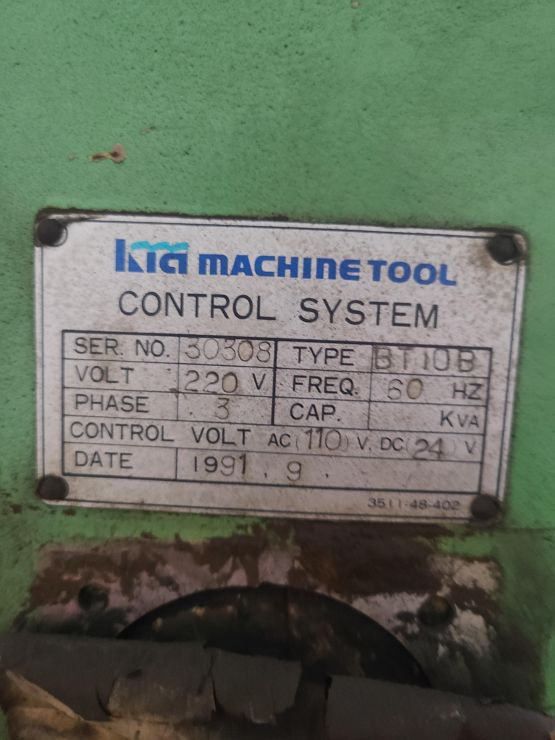 kia MACHINE TOOL
CONTROL SYSTEM
SER. NO. 30308 TYPE BT10B
VOLT 220 V FREQ. 60 HZ
PHASE 3 CAP. KVA
CONTROL VOLT AC (110) V. DC (24) V
DATE 1991. 9.
3511-48-402